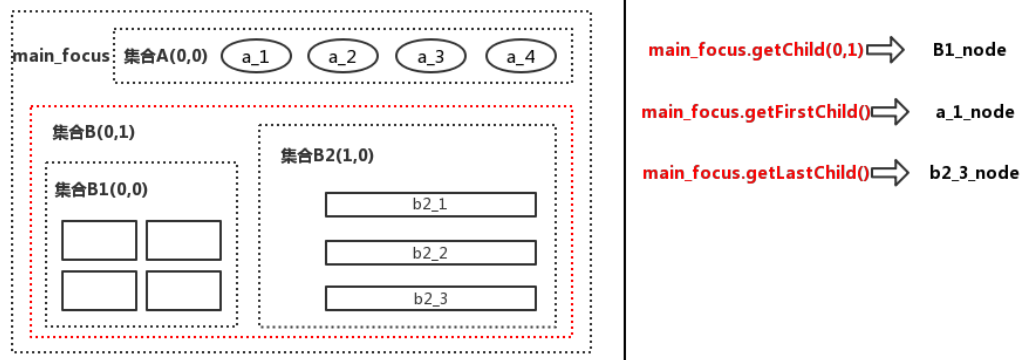 main_focus
集合A(0,0)
a_1
a_2
a_3
a_4
集合B(0,1)
集合B1(0,0)
集合B2(1,0)
b2_1
b2_2
b2_3
main_focus.getChild(0,1) B1_node
main_focus.getFirstChild() a_1_node
main_focus.getLastChild() b2_3_node